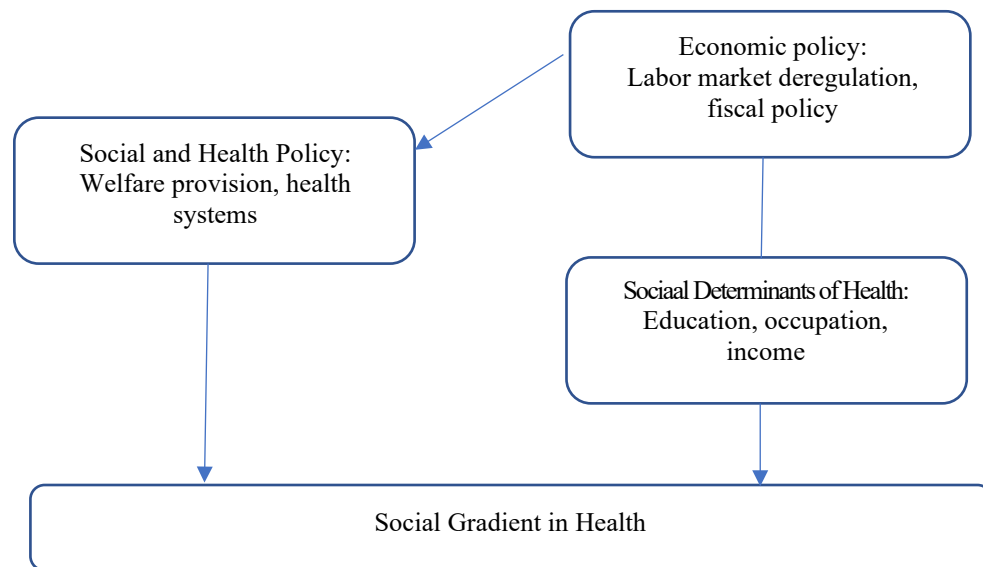 Economic policy:
Labor market deregulation,
fiscal policy
Social and Health Policy:
Welfare provision, health
systems
Sociaal Determinants of Health:
Education, occupation,
income
Social Gradient in Health